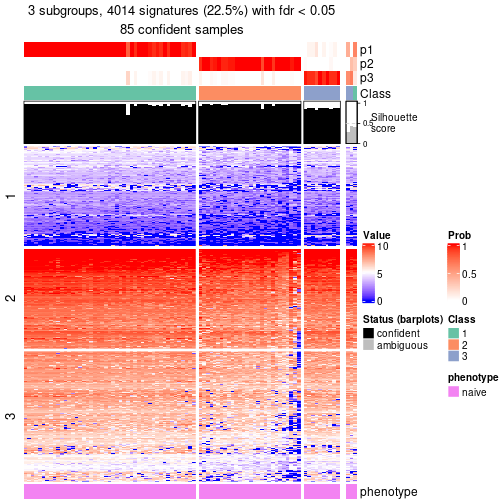 3 subgroups, 4014 signatures (22.5%) with fdr < 0.05
85 confident samples
p1
p2
p3
Class
1
0.5
0
Silhouette
score
1
2
3
Value
10
5
0
Prob
1
0.5
0
Status (barplots)
confident
ambiguous
Class
1
2
3
phenotype
naive
phenotype